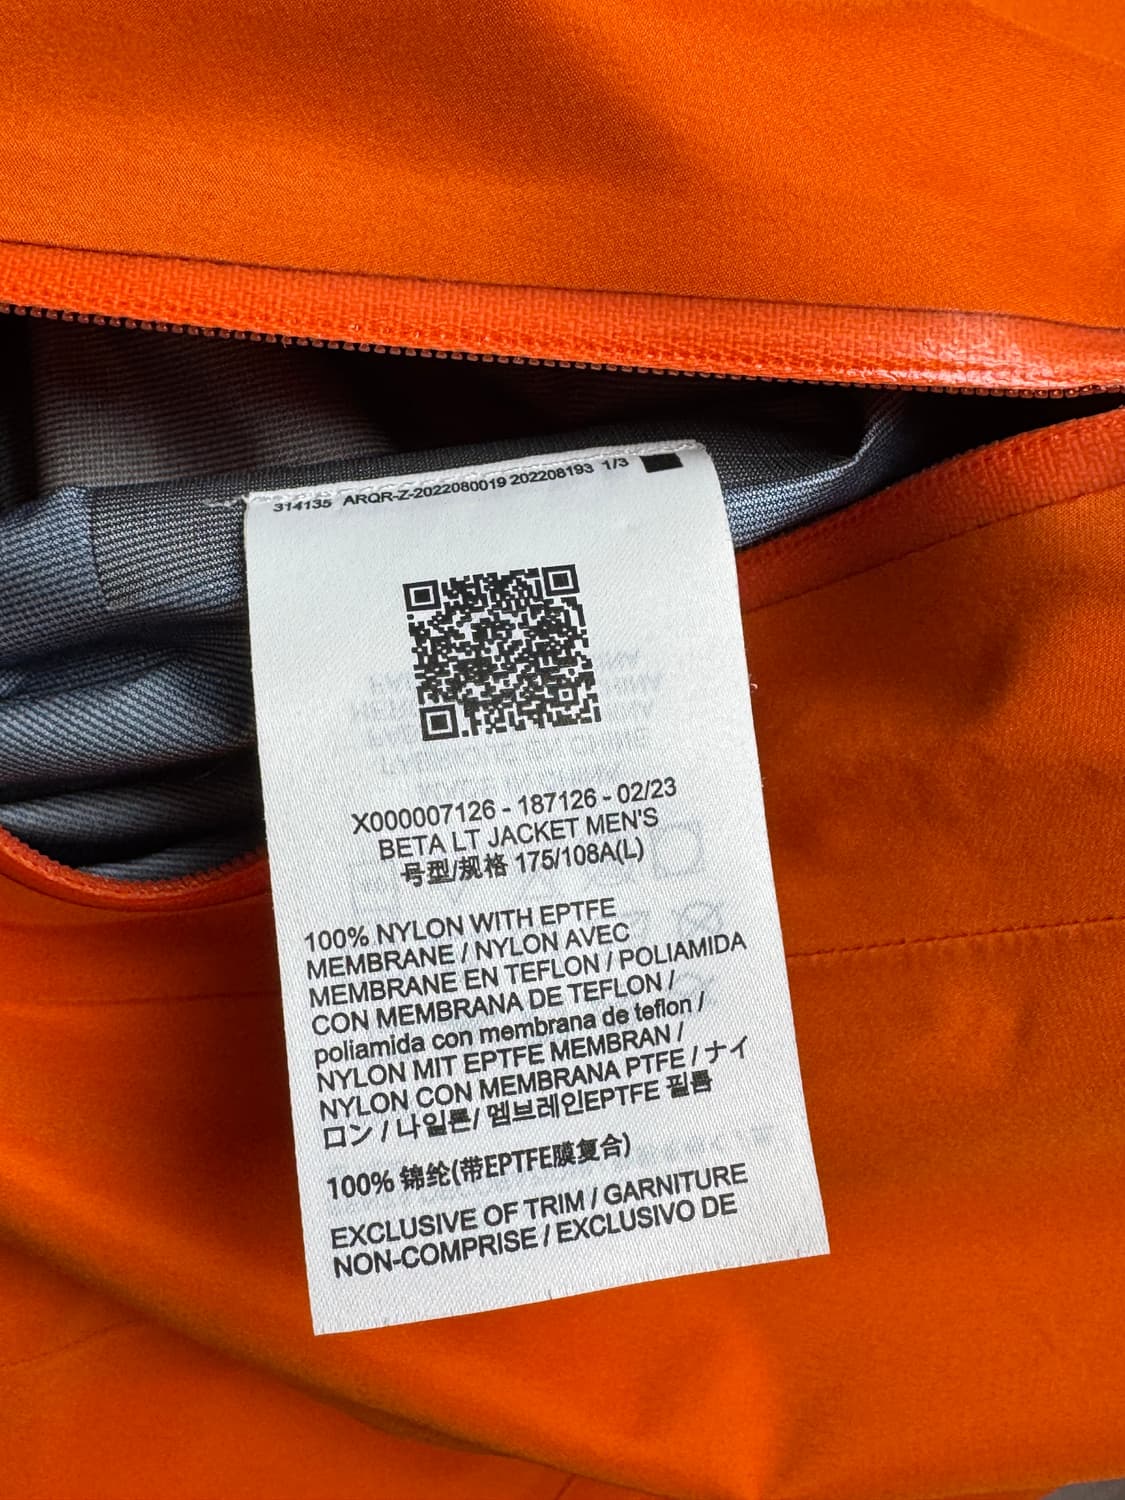 314135 ARQR-Z-2022080019 202208193 1/3
X000007126 - 187126 - 02/23
BETA LT JACKET MEN'S
号型/规格 175/108A(L)
100% NYLON WITH EPTFE
MEMBRANE / NYLON AVEC
MEMBRANE EN TEFLON / POLIAMIDA
CON MEMBRANA DE TEFLON /
poliamida con membrana de teflon /
NYLON MIT EPTFE MEMBRAN /
NYLON CON MEMBRANA PTFE / ナイ
ロン / 나일론/ 멤브레인EPTFE 필름
100% 锦纶(带EPTFE膜复合)
EXCLUSIVE OF TRIM / GARNITURE
NON-COMPRISE / EXCLUSIVO DE